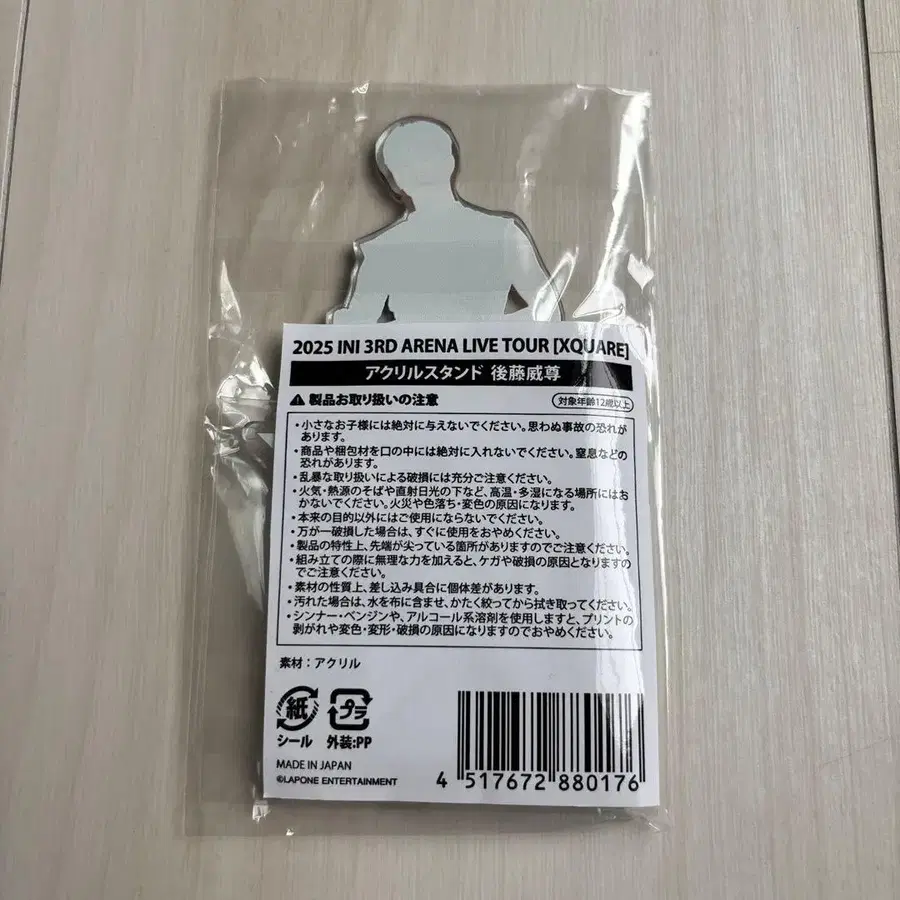 2025 INI 3RD ARENA LIVE TOUR [XQUARE]
アクリルスタンド 後藤威尊
製品お取り扱いの注意
対象年齢12歳以上
・小さなお子様には絶対に与えないでください。思わぬ事故の恐れが
あります。
・商品や梱包材を口の中には絶対に入れないでください。窒息などの
恐れがあります。
・乱暴な取り扱いによる破損には充分ご注意ください。
・火気・熱源のそばや直射日光の下など、高温・多湿になる場所にはお
かないでください。火災や色落ち・変色の原因になります。
・本来の目的以外にはご使用にならないでください。
・万が一破損した場合は、すぐに使用をおやめください。
・製品の特性上、先端が尖っている箇所がありますのでご注意ください。
・組み立ての際に無理な力を加えると、ケガや破損の原因となりますの
でご注意ください。
・素材の性質上、差し込み具合に個体差があります。
・汚れた場合は、水を布に含ませ、かたく絞ってから拭き取ってください。
・シンナー・ベンジンや、アルコール系溶剤を使用しますと、プリントの
剥がれや変色・変形・破損の原因になりますのでおやめください。
素材：アクリル
紙
プラ
シール
外装:PP
MADE IN JAPAN
©LAPONE ENTERTAINMENT
4 517672 880176